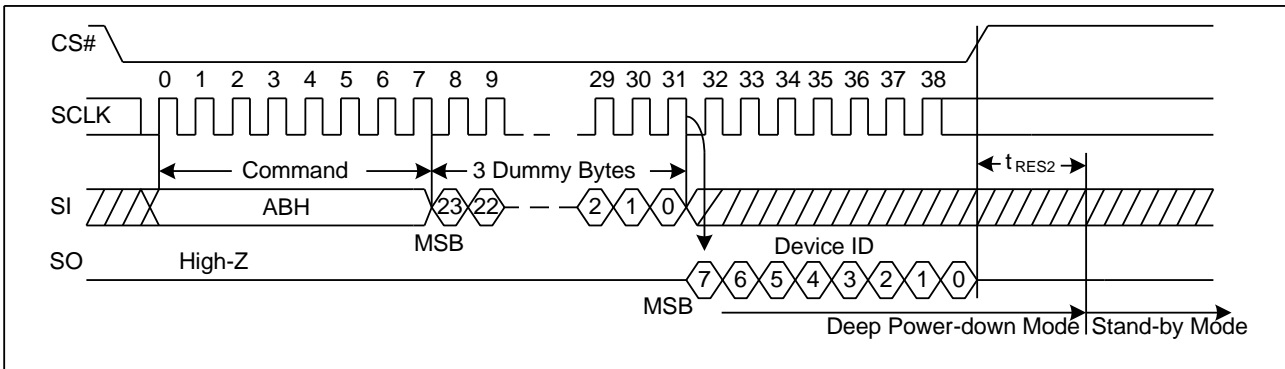 CS#
0 1 2 3 4 5 6 7 8 9 29 30 31 32 33 34 35 36 37 38
SCLK
Command 3 Dummy Bytes tRES2
SI ABH 23 22 2 1 0
MSB Device ID
SO High-Z
7 6 5 4 3 2 1 0
MSB
Deep Power-down Mode Stand-by Mode